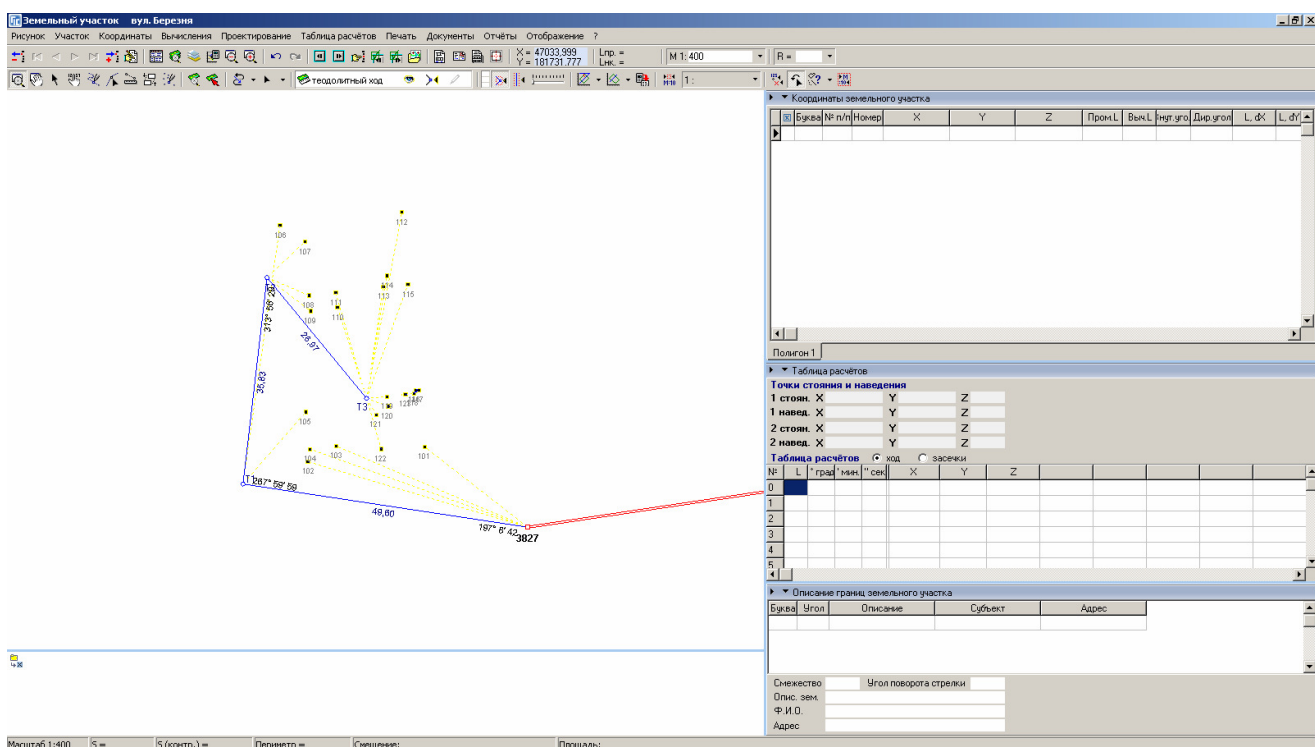 Земельный участок вул. Березня
Рисунок Участок Координаты Вычисления Проектирование Таблица расчётов Печать Документы Отчёты Отображение ?
X = 47033,999 Lпр. =
Y = 181731.777 Lнк. =
М 1:400
R =
теодолитный ход
1 :
Координаты земельного участка
Буква № п/п Номер X Y Z Пром.L Выч.L Дир.угол L, dX L, dY
Полигон 1
Таблица расчётов
Точки стояния и наведения
1 стоян. X Y Z
1 навед. X Y Z
2 стоян. X Y Z
2 навед. X Y Z
Таблица расчётов ход засечки
№ L ° град ' мин. '' сек X Y Z
0
1
2
3
4
5
Описание границ земельного участка
Буква Угол Описание Субъект Адрес
Смежество Угол поворота стрелки
Опис. зем.
Ф.И.О.
Адрес
112
106
107
114
113
115
108
111
109
110
313° 56' 29
26,97
35,83
T3
120
121
105
104
103
102
122
101
T1
267° 59' 59
49,60
197° 6' 42
3827
Масштаб 1:400 S = S (контр.) = Периметр = Смещение: Площадь: